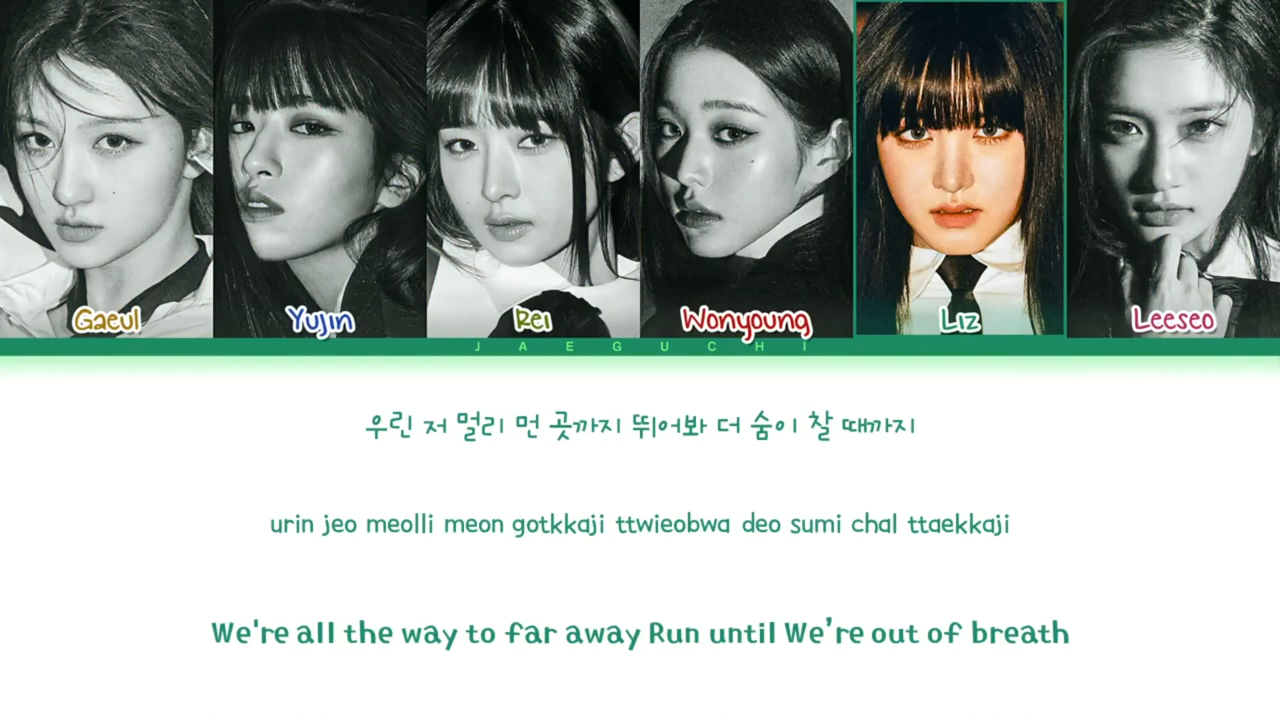 Gaeul Yujin Rei Wonyoung Liz Leeseo
JAEGUCHI
우린 저 멀리 먼 곳까지 뛰어봐 더 숨이 찰 때까지
urin jeo meolli meon gotkkaji ttwieobwa deo sumi chal ttaekkaji
We're all the way to far away Run until We’re out of breath